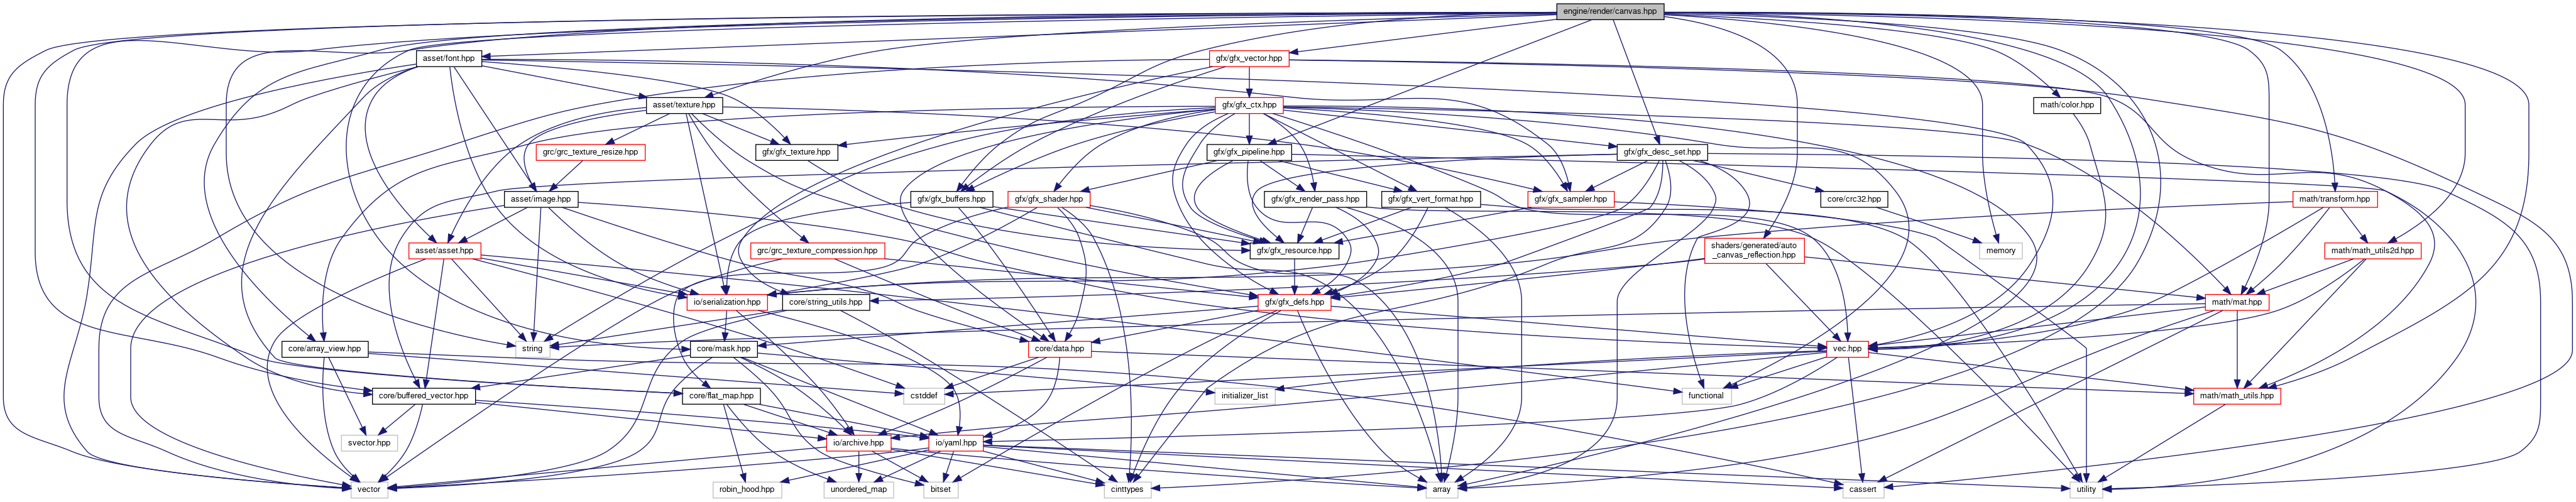 engine/render/canvas.hpp
asset/font.hpp
gfx/gfx_vector.hpp
asset/texture.hpp
gfx/gfx_ctx.hpp
math/color.hpp
grc/grc_texture_resize.hpp
gfx/gfx_texture.hpp
gfx/gfx_pipeline.hpp
gfx/gfx_desc_set.hpp
asset/image.hpp
gfx/gfx_buffers.hpp
gfx/gfx_shader.hpp
gfx/gfx_render_pass.hpp
gfx/gfx_vert_format.hpp
gfx/gfx_sampler.hpp
core/crc32.hpp
math/transform.hpp
asset/asset.hpp
grc/grc_texture_compression.hpp
gfx/gfx_resource.hpp
shaders/generated/auto
_canvas_reflection.hpp
memory
math/math_utils2d.hpp
io/serialization.hpp
core/string_utils.hpp
gfx/gfx_defs.hpp
math/mat.hpp
core/array_view.hpp
string
core/mask.hpp
core/data.hpp
vec.hpp
core/buffered_vector.hpp
core/flat_map.hpp
cstddef
initializer_list
functional
math/math_utils.hpp
svector.hpp
io/archive.hpp
io/yaml.hpp
vector
robin_hood.hpp
unordered_map
bitset
cinttypes
array
cassert
utility